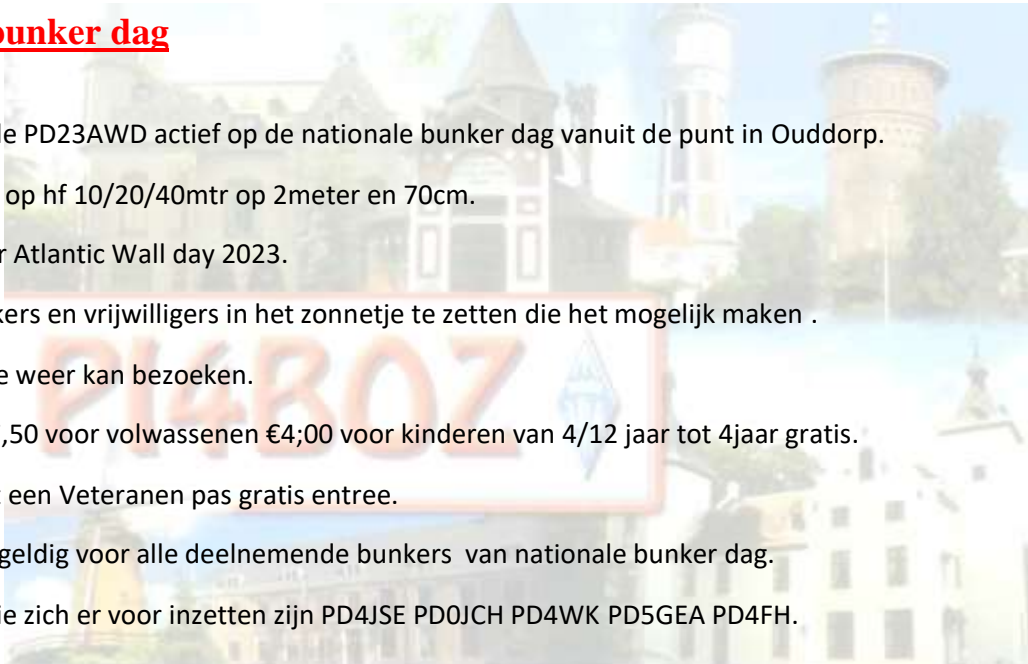 bunker dag
PD23AWD actief op de nationale bunker dag vanuit de punt in Ouddorp.
op hf 10/20/40mtr op 2meter en 70cm.
Atlantic Wall day 2023.
en vrijwilligers in het zonnetje te zetten die het mogelijk maken .
weer kan bezoeken.
,50 voor volwassenen €4;00 voor kinderen van 4/12 jaar tot 4jaar gratis.
PI4BOZ
een Veteranen pas gratis entree.
geldig voor alle deelnemende bunkers van nationale bunker dag.
zich er voor inzetten zijn PD4JSE PD0JCH PD4WK PD5GEA PD4FH.